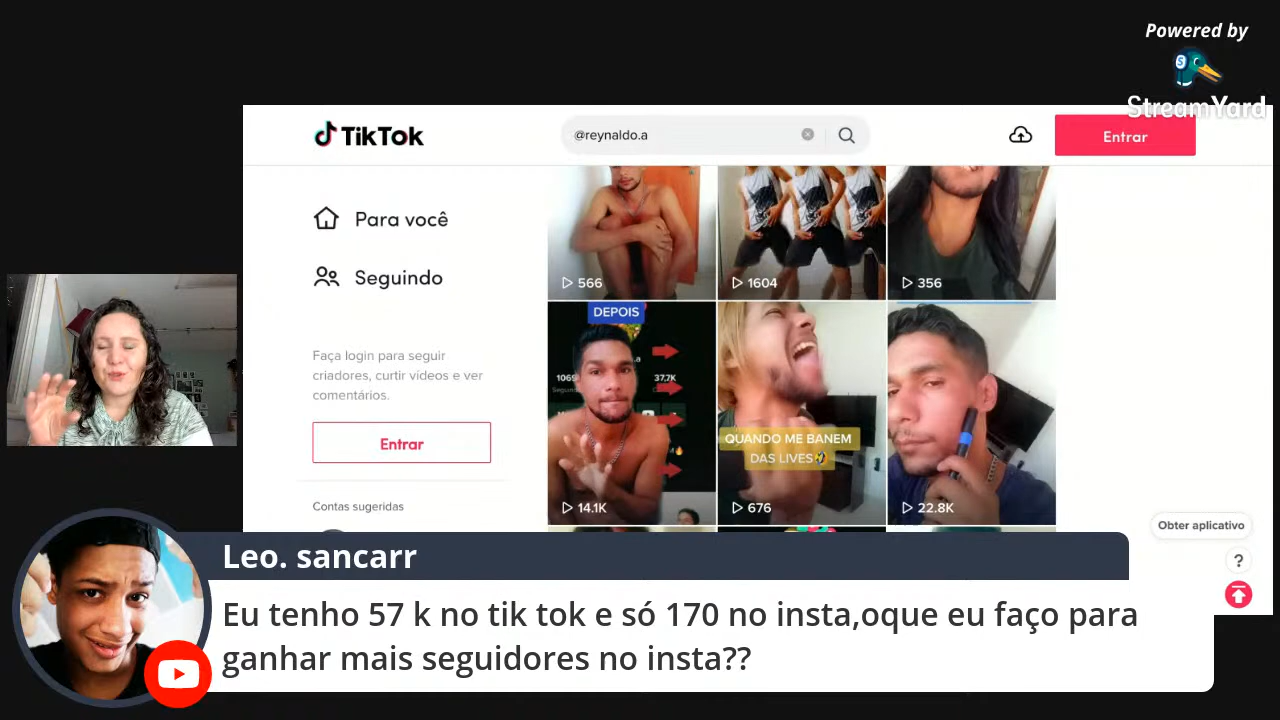 Powered by
StreamYard
TikTok
@reynaldo.a
Entrar
Para você
Seguindo
Faça login para seguir
criadores, curtir vídeos e ver
comentários.
Entrar
Contas sugeridas
566
1604
356
DEPOIS
1069
37.7K
14.1K
QUANDO ME BANEM
DAS LIVES🤣
676
22.8K
Obter aplicativo
?
Leo. sancarr
Eu tenho 57 k no tik tok e só 170 no insta,oque eu faço para
ganhar mais seguidores no insta??